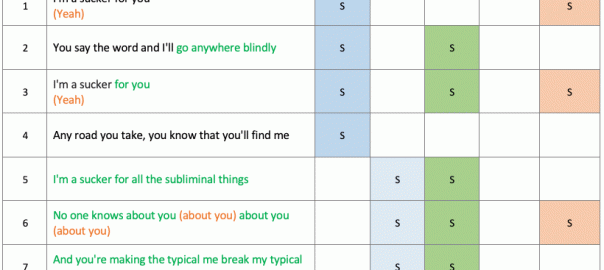 1 I'm a sucker for you S S
(Yeah)
2 You say the word and I'll go anywhere blindly S S
3 I'm a sucker for you S S S
(Yeah)
4 Any road you take, you know that you'll find me S
5 I'm a sucker for all the subliminal things S S
6 No one knows about you (about you) about you S S S
(about you)
7 And you're making the typical me break my typical S S